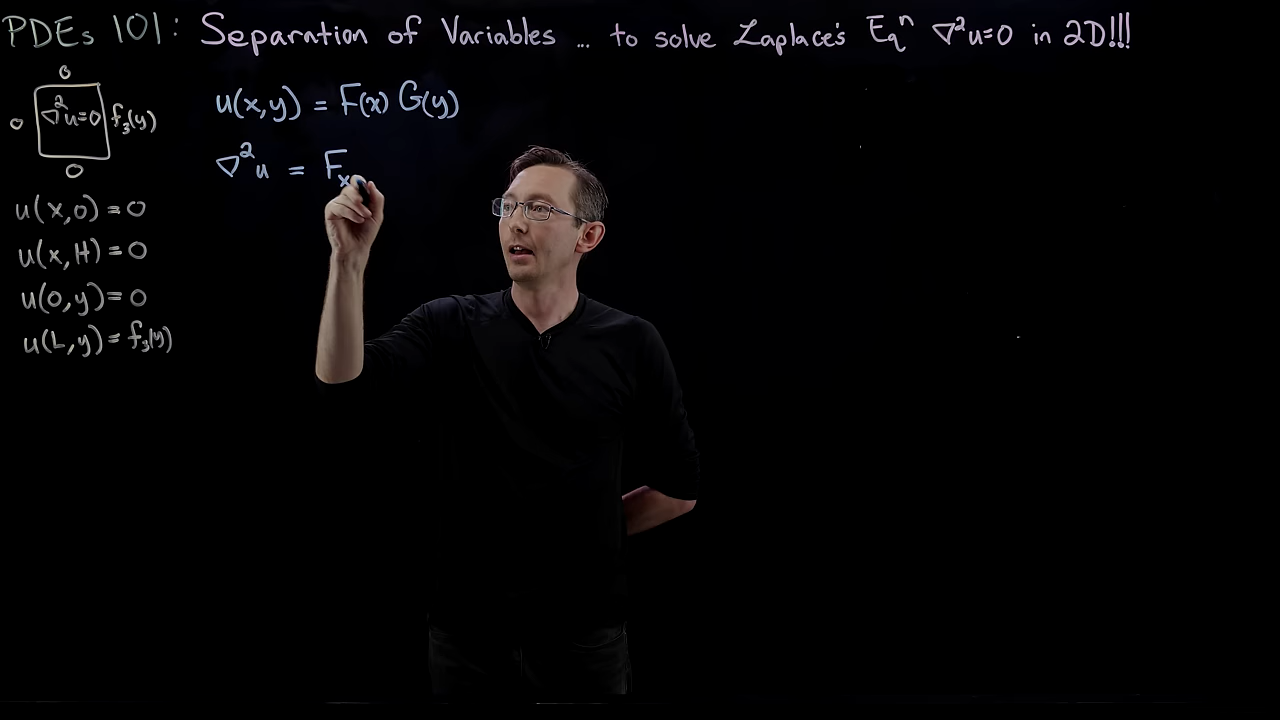 PDEs 101: Separation of Variables ... to solve Laplace's Eqⁿ ∇²u=0 in 2D!!!
0
0 ∇²u=0 f₃(y)
0
u(x,0)=0
u(x,H)=0
u(0,y)=0
u(L,y)=f₃(y)
u(x,y) = F(x) G(y)
∇²u = Fₓ